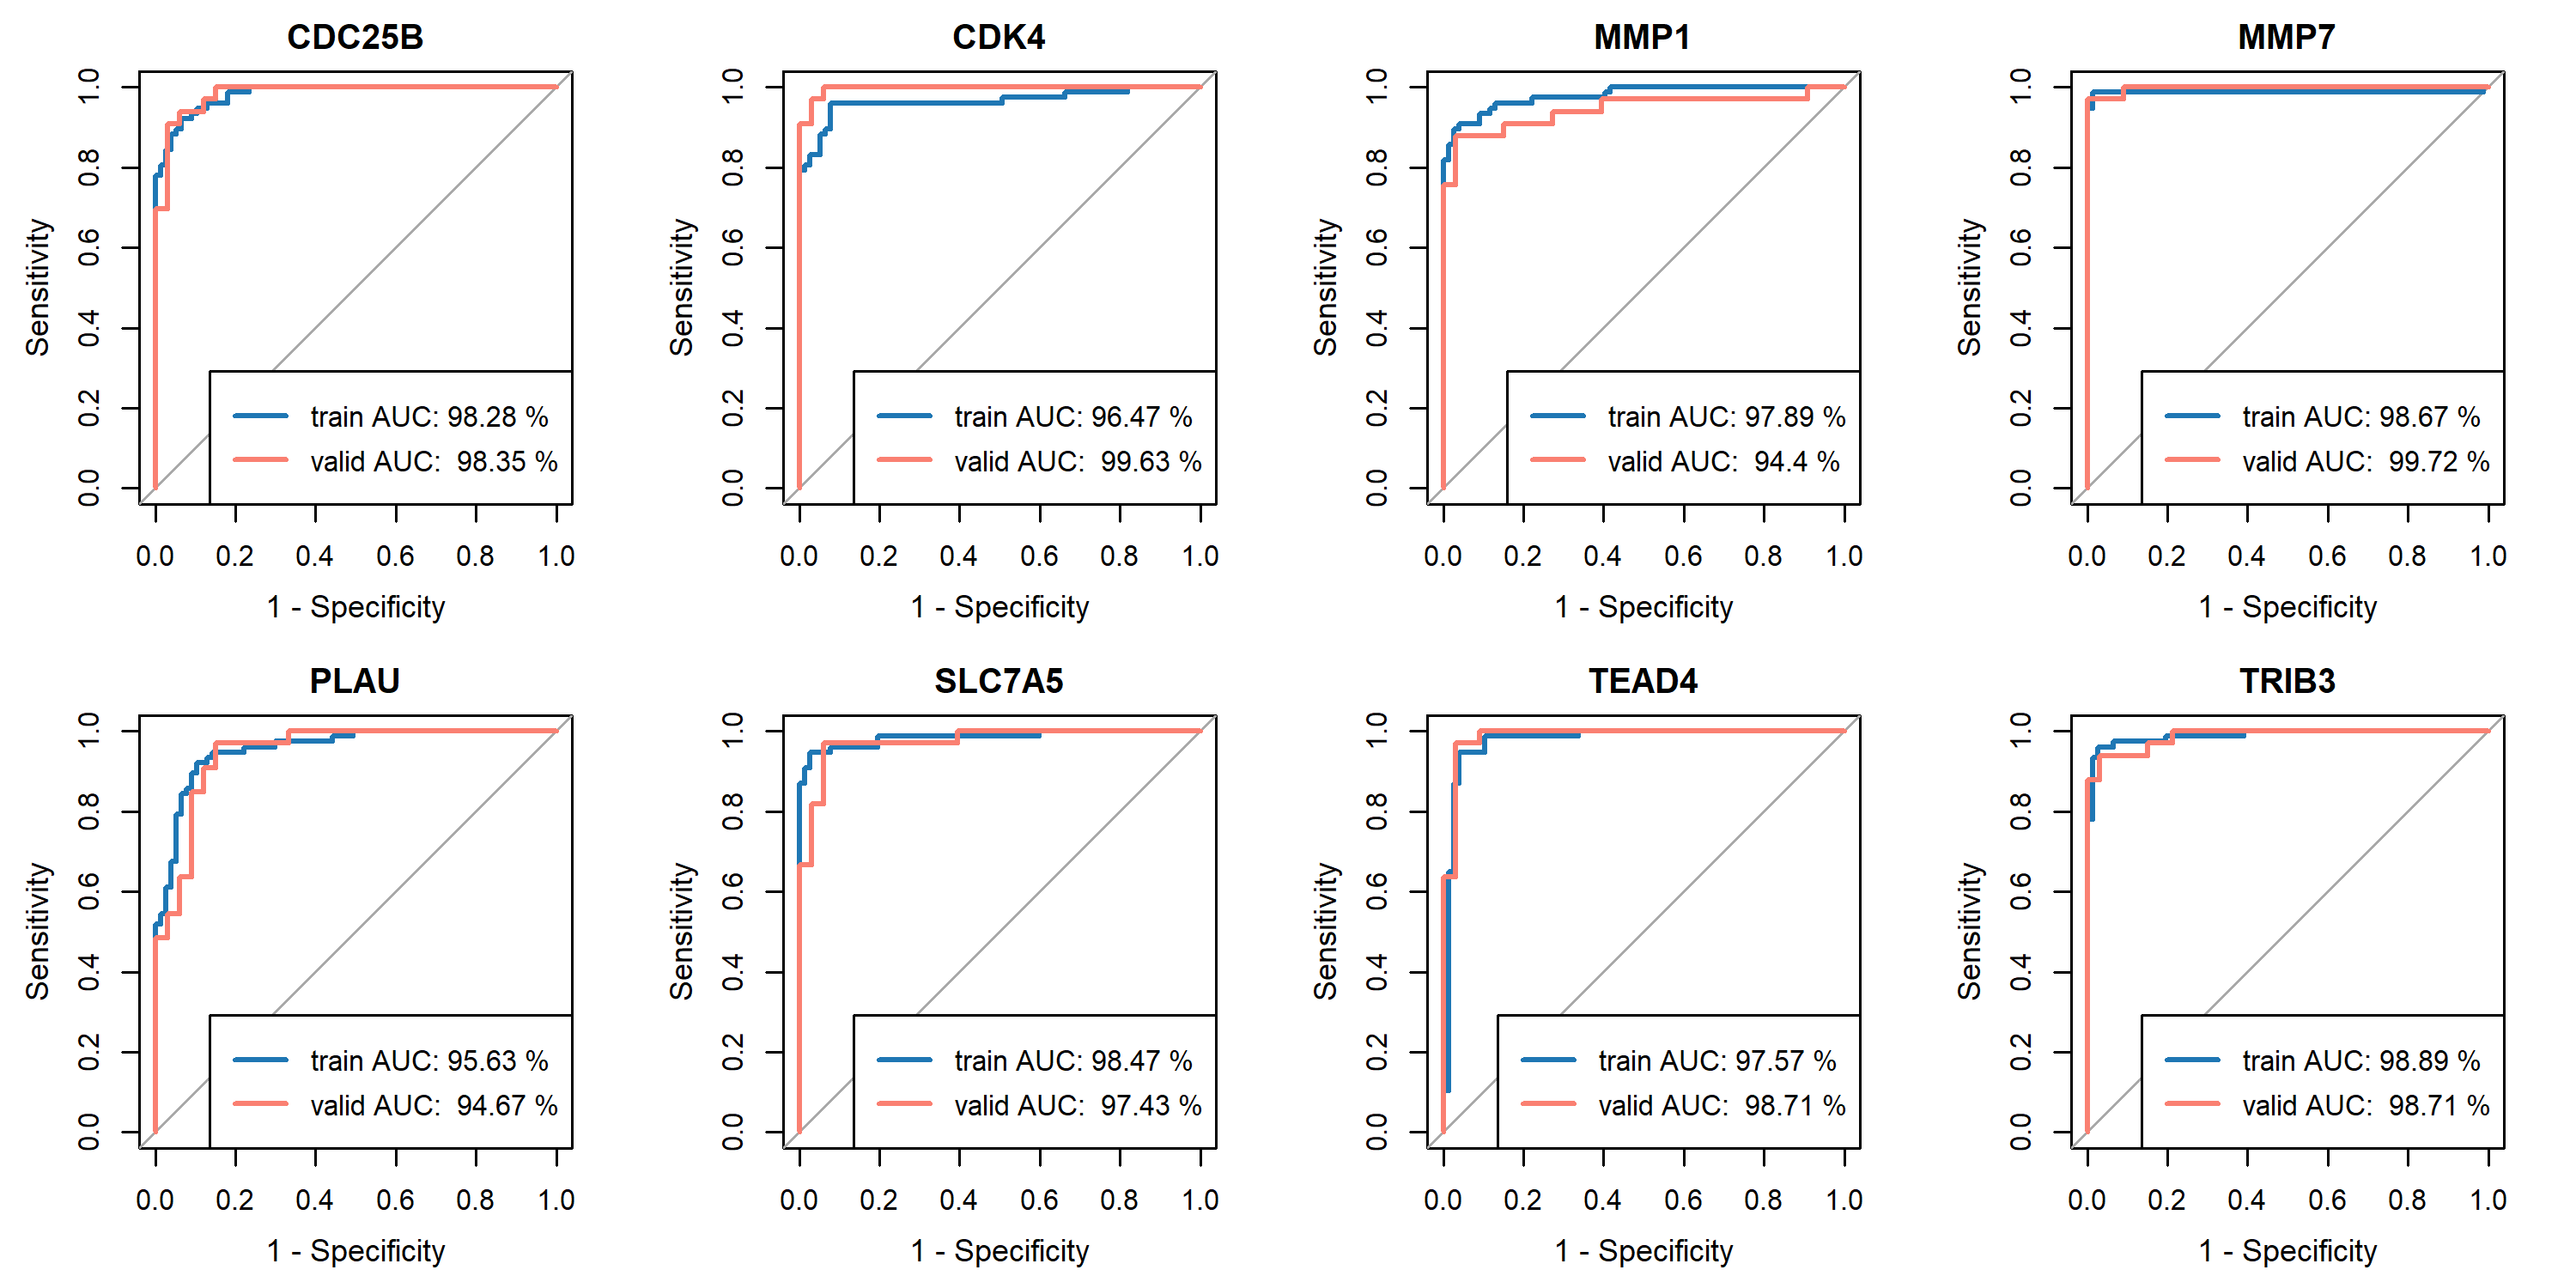 CDC25B
Sensitivity
0.0 0.2 0.4 0.6 0.8 1.0
train AUC: 98.28 %
valid AUC: 98.35 %
0.0 0.2 0.4 0.6 0.8 1.0
1 - Specificity
CDK4
Sensitivity
0.0 0.2 0.4 0.6 0.8 1.0
train AUC: 96.47 %
valid AUC: 99.63 %
0.0 0.2 0.4 0.6 0.8 1.0
1 - Specificity
MMP1
Sensitivity
0.0 0.2 0.4 0.6 0.8 1.0
train AUC: 97.89 %
valid AUC: 94.4 %
0.0 0.2 0.4 0.6 0.8 1.0
1 - Specificity
MMP7
Sensitivity
0.0 0.2 0.4 0.6 0.8 1.0
train AUC: 98.67 %
valid AUC: 99.72 %
0.0 0.2 0.4 0.6 0.8 1.0
1 - Specificity
PLAU
Sensitivity
0.0 0.2 0.4 0.6 0.8 1.0
train AUC: 95.63 %
valid AUC: 94.67 %
0.0 0.2 0.4 0.6 0.8 1.0
1 - Specificity
SLC7A5
Sensitivity
0.0 0.2 0.4 0.6 0.8 1.0
train AUC: 98.47 %
valid AUC: 97.43 %
0.0 0.2 0.4 0.6 0.8 1.0
1 - Specificity
TEAD4
Sensitivity
0.0 0.2 0.4 0.6 0.8 1.0
train AUC: 97.57 %
valid AUC: 98.71 %
0.0 0.2 0.4 0.6 0.8 1.0
1 - Specificity
TRIB3
Sensitivity
0.0 0.2 0.4 0.6 0.8 1.0
train AUC: 98.89 %
valid AUC: 98.71 %
0.0 0.2 0.4 0.6 0.8 1.0
1 - Specificity